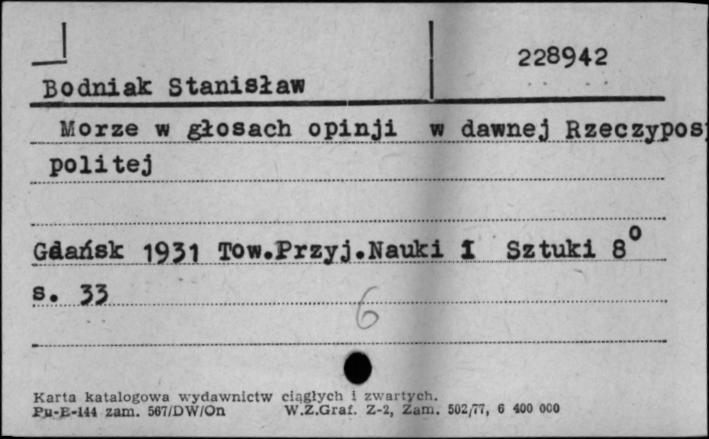 228942
Bodniak Stanisław
Morze w głosach opinji w dawnej Rzeczypos
politej
Gdańsk 1931 Tow.Przyj.Nauki I Sztuki 8°
s. 33
6
Karta katalogowa wydawnictw ciągłych i zwartych.
Pu-E-144 zam. 567/DW/On W.Z.Graf. Z-2, Zam. 502/77, 6 400 000